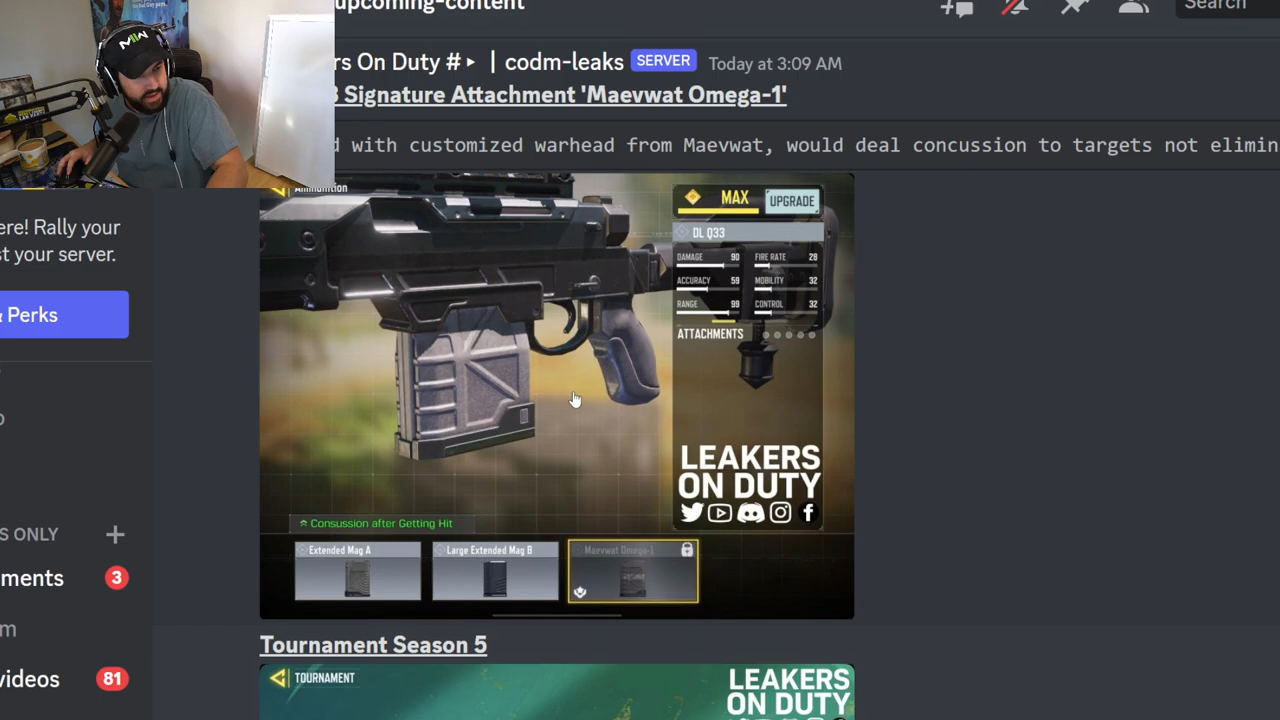 upcoming-content
Search
rs On Duty # | codm-leaks SERVER Today at 3:09 AM
Signature Attachment 'Maevwat Omega-1'
d with customized warhead from Maevwat, would deal concussion to targets not elimin
Ammunition
MAX UPGRADE
DL Q33
DAMAGE 90 FIRE RATE 28
ACCURACY 59 MOBILITY 32
RANGE 99 CONTROL 32
ATTACHMENTS
LEAKERS
ON DUTY
Consussion after Getting Hit
Extended Mag A
Large Extended Mag B
Maevwat Omega-1
Tournament Season 5
TOURNAMENT
LEAKERS
ON DUTY
ere! Rally your
st your server.
& Perks
S ONLY +
ments 3
m
videos 81